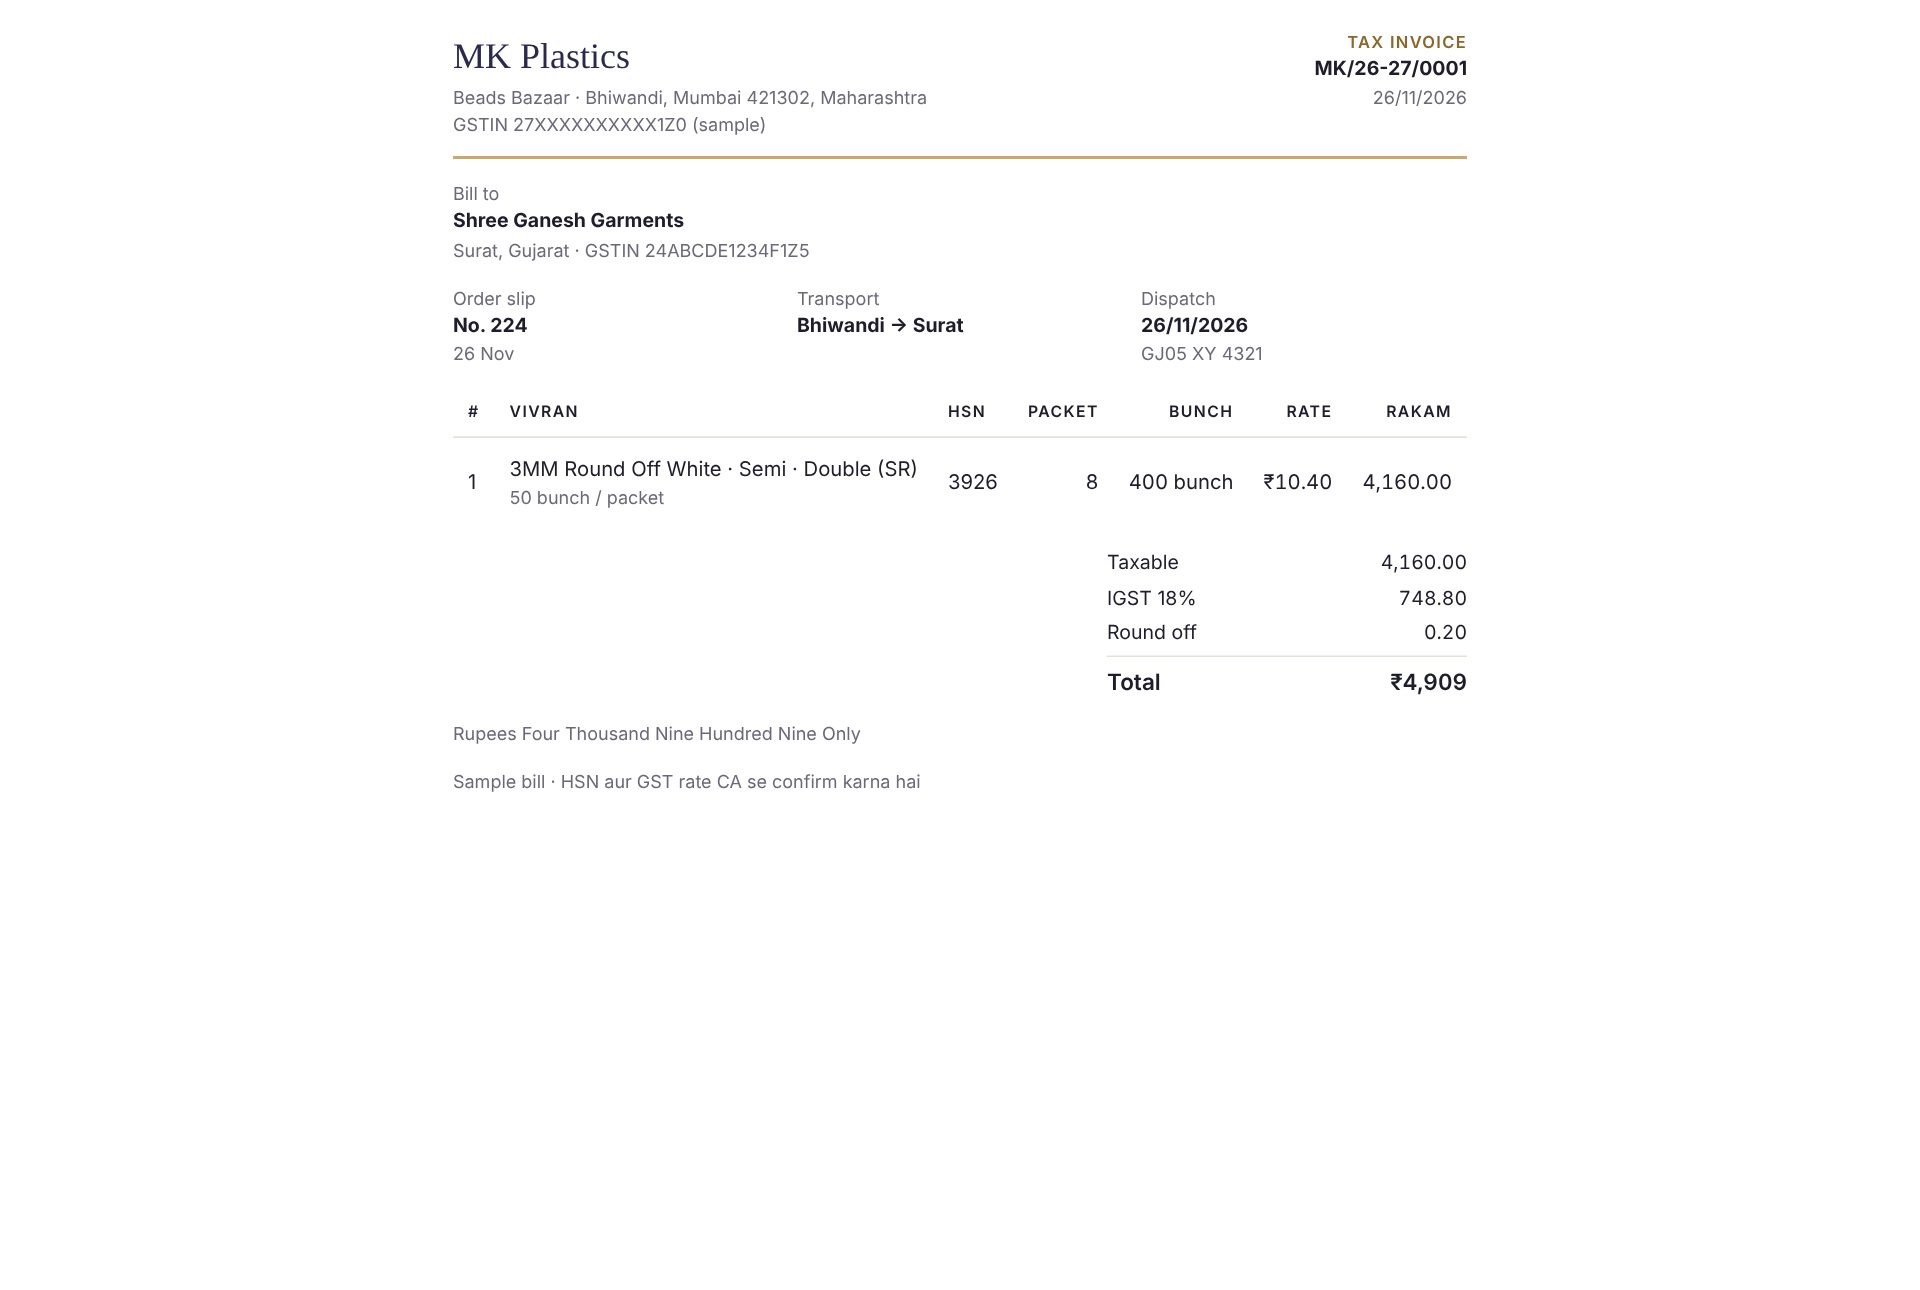 MK Plastics
Beads Bazaar · Bhiwandi, Mumbai 421302, Maharashtra
GSTIN 27XXXXXXXXXX1Z0 (sample)
TAX INVOICE
MK/26-27/0001
26/11/2026
Bill to
Shree Ganesh Garments
Surat, Gujarat · GSTIN 24ABCDE1234F1Z5
Order slip
No. 224
26 Nov
Transport
Bhiwandi → Surat
Dispatch
26/11/2026
GJ05 XY 4321
# VIVRAN HSN PACKET BUNCH RATE RAKAM
1 3MM Round Off White · Semi · Double (SR) 3926 8 400 bunch ₹10.40 4,160.00
50 bunch / packet
Taxable 4,160.00
IGST 18% 748.80
Round off 0.20
Total ₹4,909
Rupees Four Thousand Nine Hundred Nine Only
Sample bill · HSN aur GST rate CA se confirm karna hai